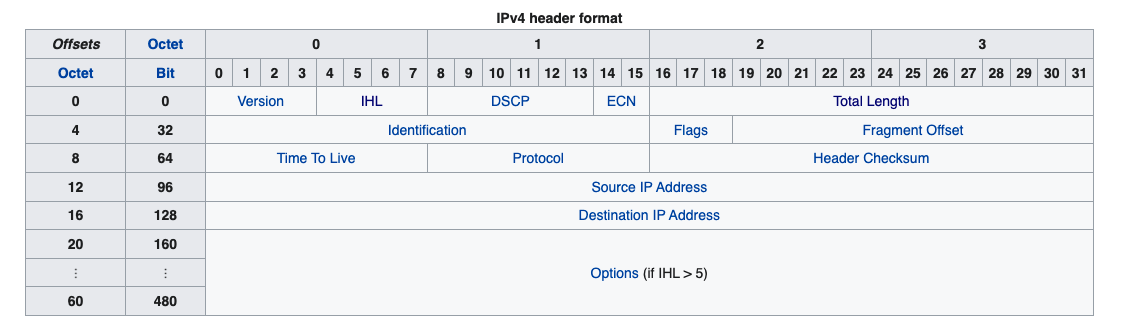 IPv4 header format
Offsets Octet 0 1 2 3
Octet Bit 0 1 2 3 4 5 6 7 8 9 10 11 12 13 14 15 16 17 18 19 20 21 22 23 24 25 26 27 28 29 30 31
0 0 Version IHL DSCP ECN Total Length
4 32 Identification Flags Fragment Offset
8 64 Time To Live Protocol Header Checksum
12 96 Source IP Address
16 128 Destination IP Address
20 160
⋮ ⋮ Options (if IHL > 5)
60 480